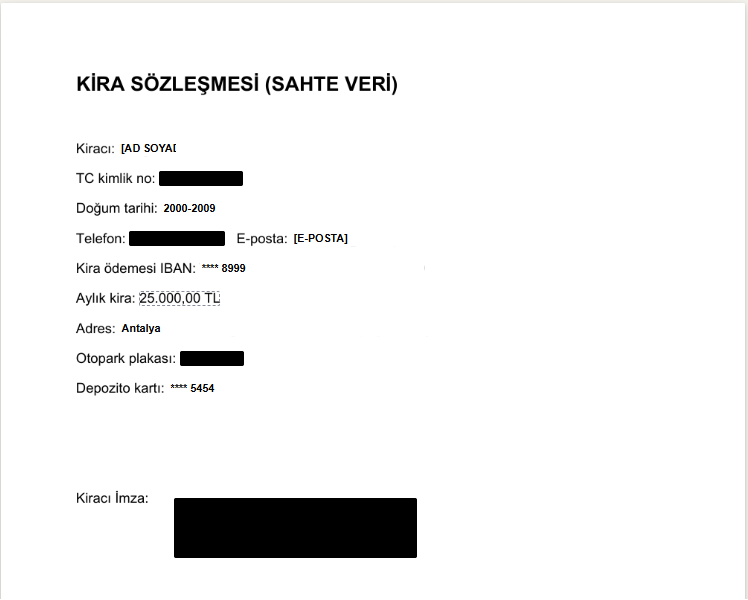 KİRA SÖZLEŞMESİ (SAHTE VERİ)
Kiracı: [AD SOYAD
TC kimlik no:
Doğum tarihi: 2000-2009
Telefon: E-posta: [E-POSTA]
Kira ödemesi IBAN: **** 8999
Aylık kira: 25.000,00 TL
Adres: Antalya
Otopark plakası:
Depozito kartı: **** 5454
Kiracı İmza: